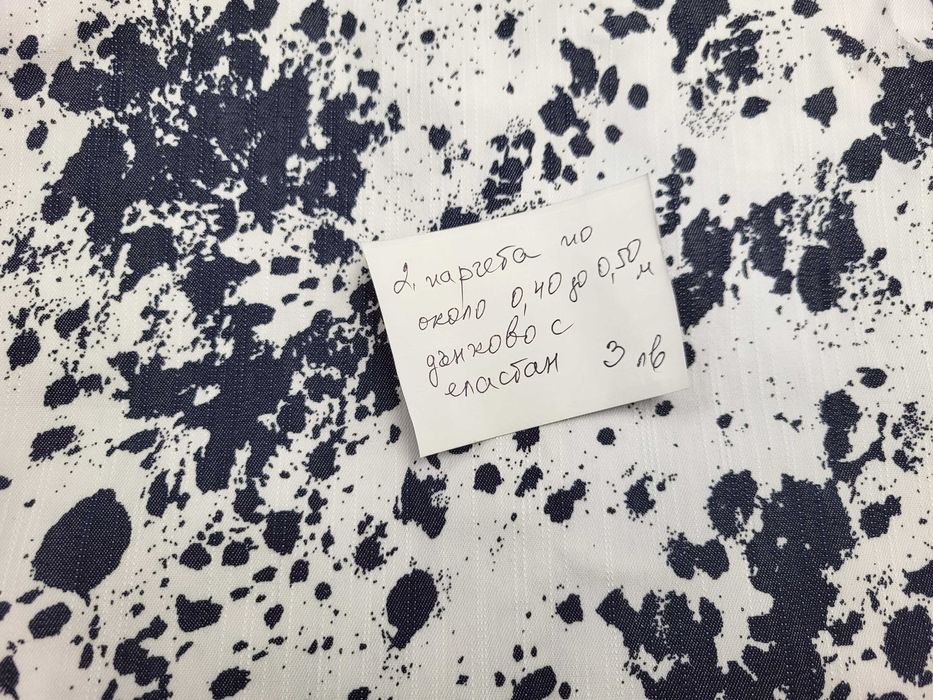 2 парчета по
около 0,40 до 0,50 м
дънково с
еластан 3 лв